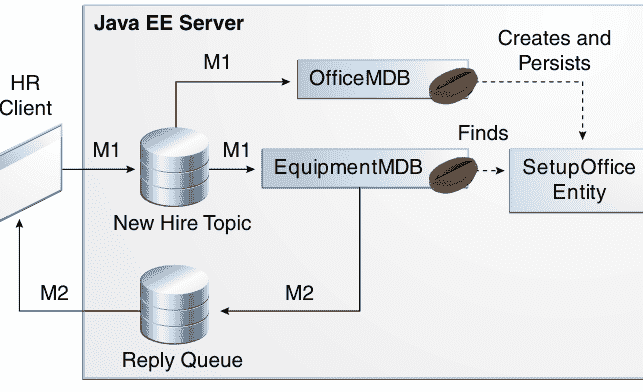 Java EE Server
HR
Client
M1
M1
OfficeMDB
Creates and
Persists
M1
EquipmentMDB
Finds
SetupOffice
Entity
New Hire Topic
M2
M2
Reply Queue